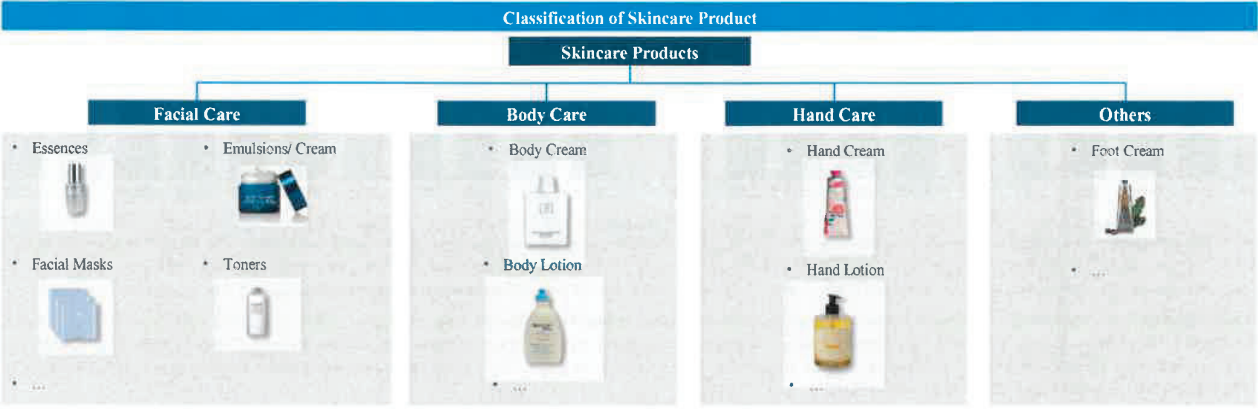 Classification of Skincare Product
Skincare Products
Facial Care
Body Care
Hand Care
Others
• Essences
• Emulsions/ Cream
• Facial Masks
• Toners
• ...
• Body Cream
• Body Lotion
• ...
• Hand Cream
• Hand Lotion
• ...
• Foot Cream
• ...